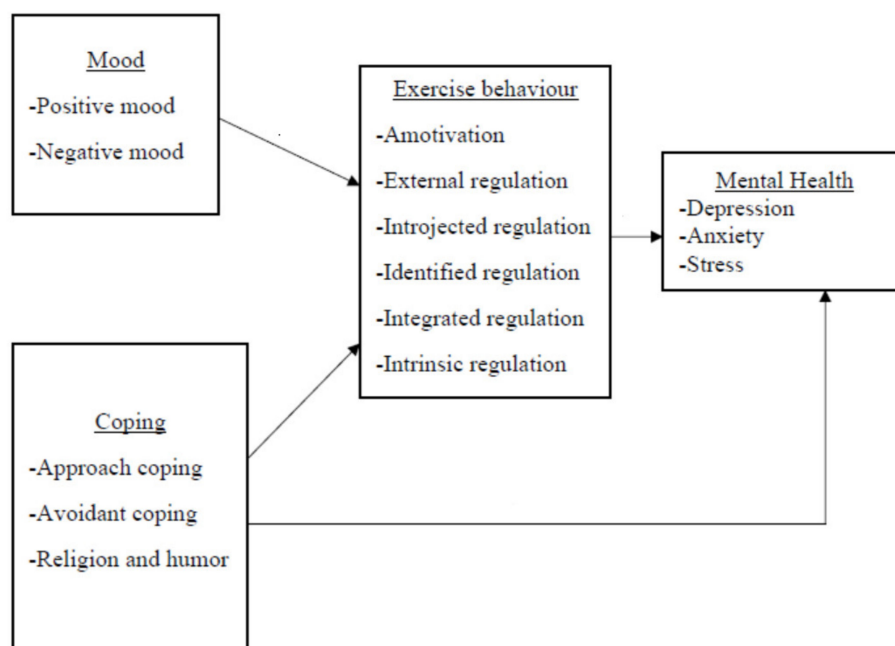 Mood
-Positive mood
-Negative mood
Exercise behaviour
-Amotivation
-External regulation
-Introjected regulation
-Identified regulation
-Integrated regulation
-Intrinsic regulation
Mental Health
-Depression
-Anxiety
-Stress
Coping
-Approach coping
-Avoidant coping
-Religion and humor